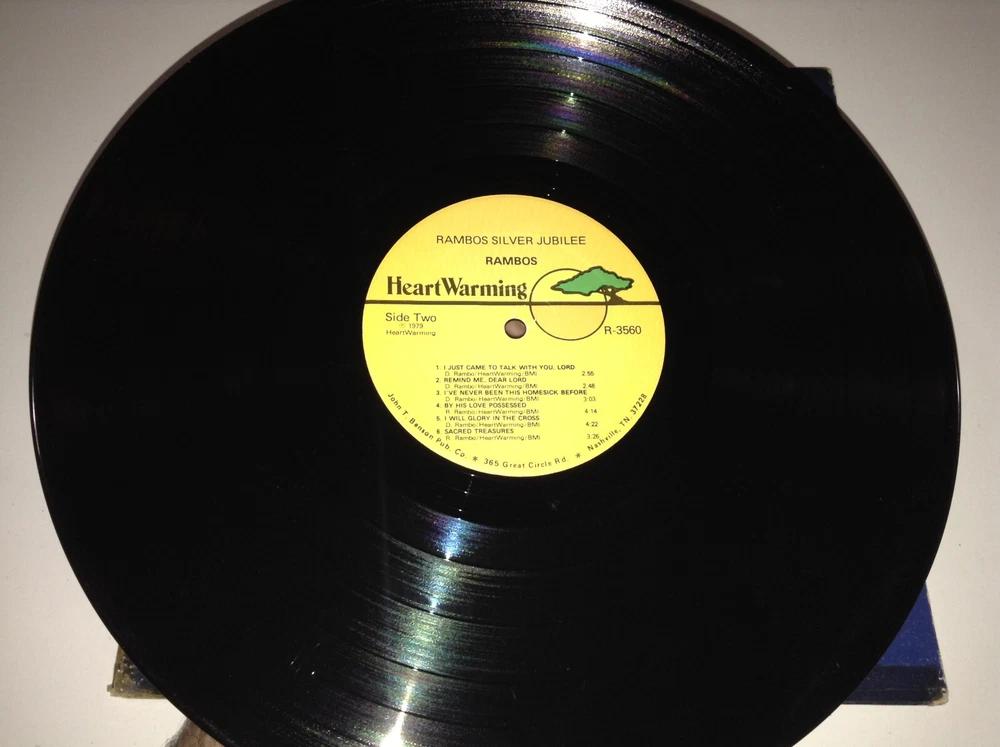 RAMBOS SILVER JUBILEE
RAMBOS
HeartWarming
Side Two
℗ 1979
HeartWarming
R-3560
1. I JUST CAME TO TALK WITH YOU, LORD
D. Rambo/HeartWarming/BMI 2:55
2. REMIND ME, DEAR LORD
D. Rambo/HeartWarming/BMI 2:48
3. I'VE NEVER BEEN THIS HOMESICK BEFORE
D. Rambo/HeartWarming/BMI 3:03
4. BY HIS LOVE POSSESSED
R. Rambo/HeartWarming/BMI 4:14
5. I WILL GLORY IN THE CROSS
D. Rambo/HeartWarming/BMI 4:22
6. SACRED TREASURES
R. Rambo/HeartWarming/BMI 3:26
John T. Benson Pub. Co. * 365 Great Circle Rd. * Nashville, TN 37228